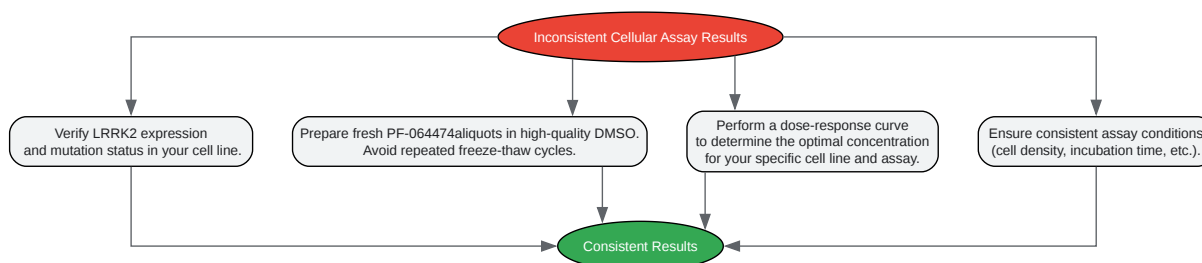 Inconsistent Cellular Assay Results
Verify LRRK2 expression
and mutation status in your cell line.
Prepare fresh PF-064474aliquots in high-quality DMSO.
Avoid repeated freeze-thaw cycles.
Perform a dose-response curve
to determine the optimal concentration
for your specific cell line and assay.
Ensure consistent assay conditions
(cell density, incubation time, etc.).
Consistent Results